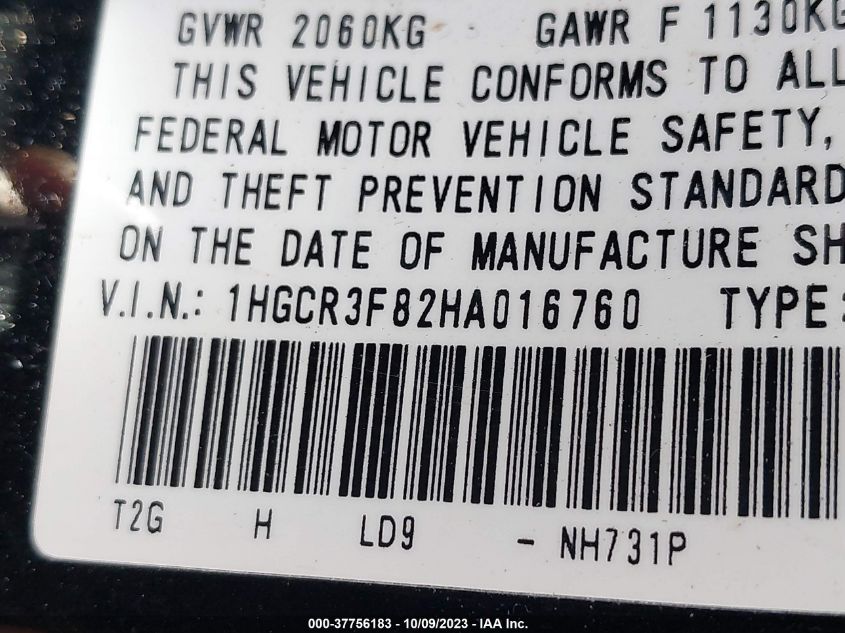 GVWR 2060KG GAWR F 1130KG
THIS VEHICLE CONFORMS TO ALL
FEDERAL MOTOR VEHICLE SAFETY,
AND THEFT PREVENTION STANDARD
ON THE DATE OF MANUFACTURE SH
V.I.N.: 1HGCR3F82HA016760 TYPE:
T2G H LD9 - NH731P
000-37756183 - 10/09/2023 - IAA Inc.